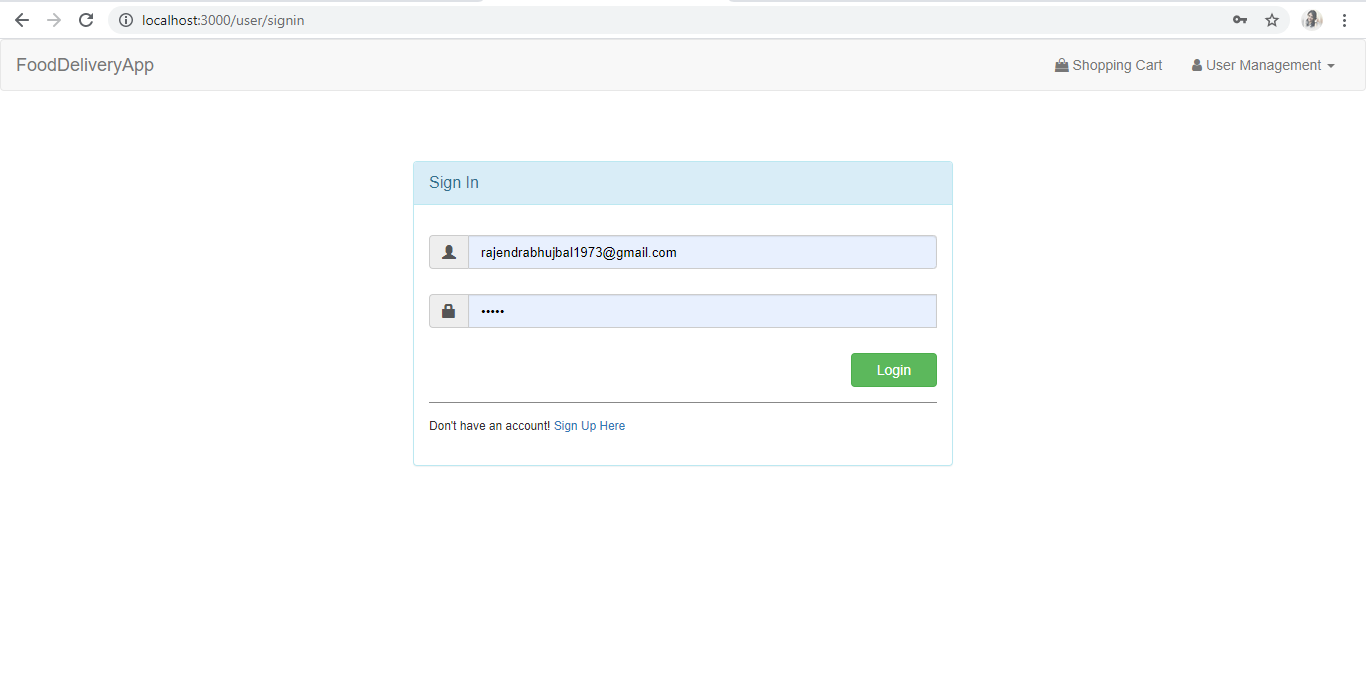 localhost:3000/user/signin
FoodDeliveryApp
Shopping Cart
User Management
Sign In
rajendrabhujbal1973@gmail.com
•••••
Login
Don't have an account! Sign Up Here